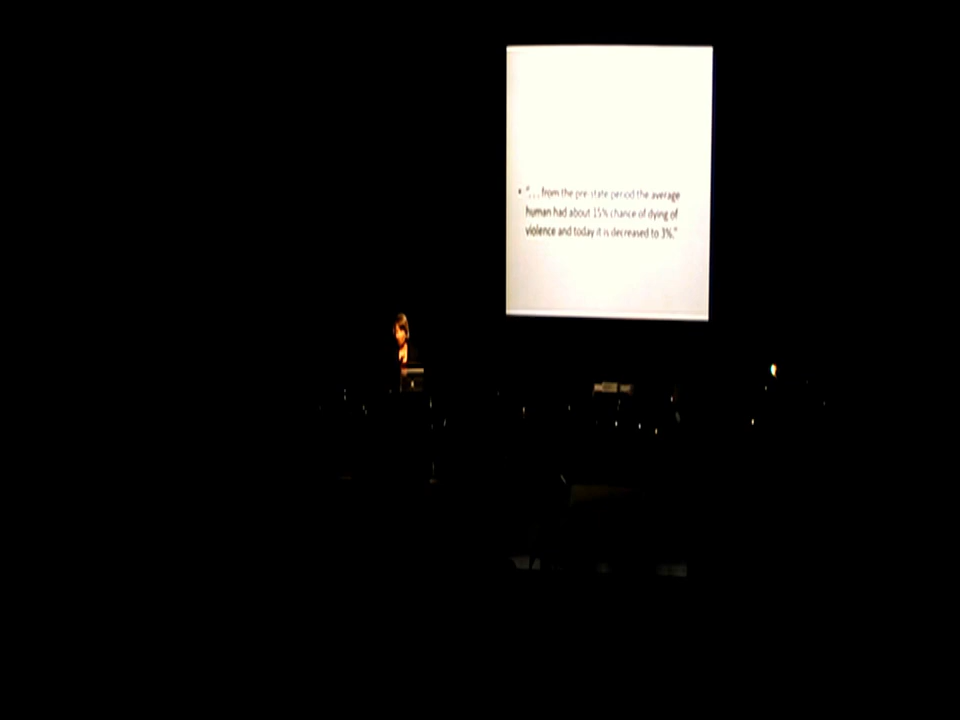 • "... from the pre-state period the average
human had about 15% chance of dying of
violence and today it is decreased to 3%."